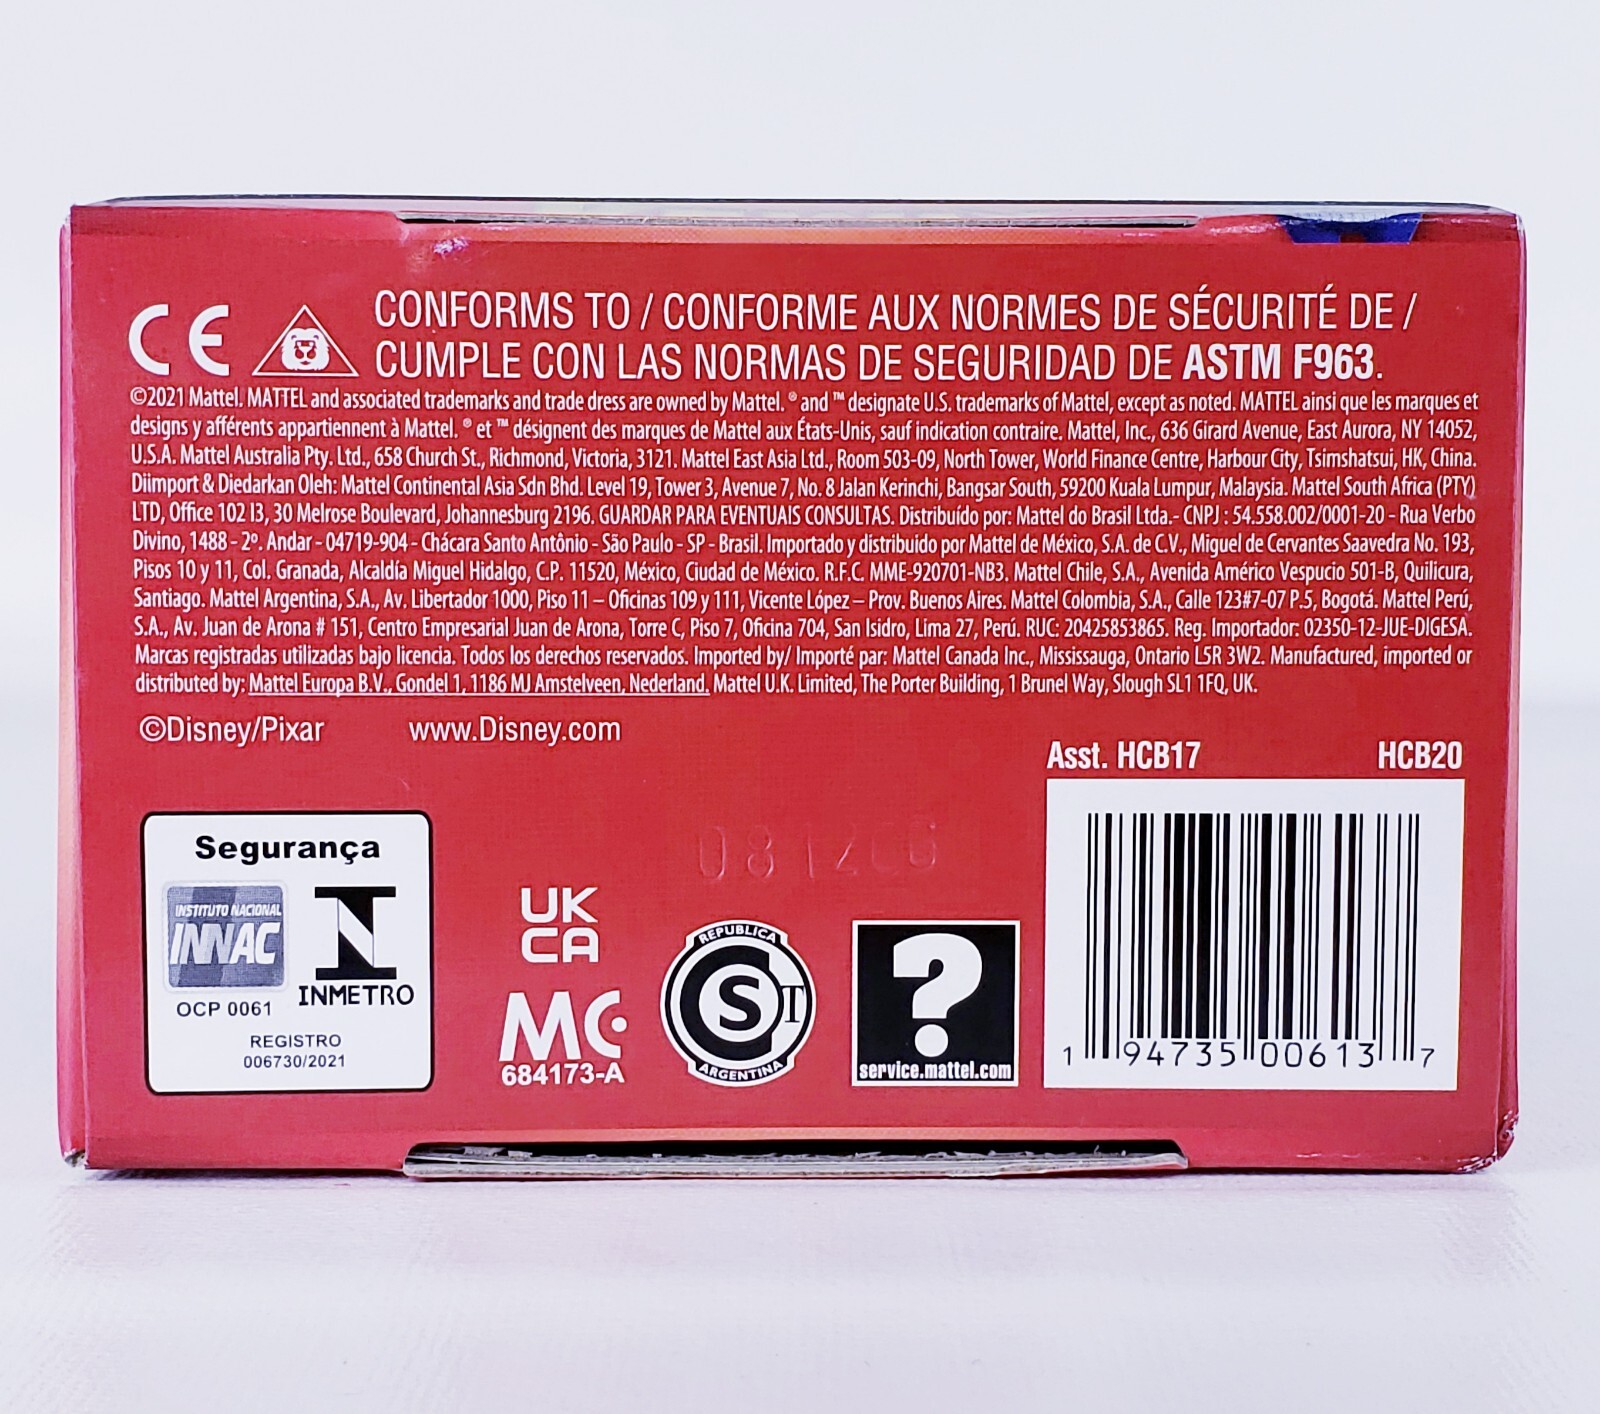 CE CONFORMS TO / CONFORME AUX NORMES DE SÉCURITÉ DE /
CUMPLE CON LAS NORMAS DE SEGURIDAD DE ASTM F963.
©2021 Mattel. MATTEL and associated trademarks and trade dress are owned by Mattel. ® and ™ designate U.S. trademarks of Mattel, except as noted. MATTEL ainsi que les marques et
designs y afférents appartiennent à Mattel. ® et ™ désignent des marques de Mattel aux États-Unis, sauf indication contraire. Mattel, Inc., 636 Girard Avenue, East Aurora, NY 14052,
U.S.A. Mattel Australia Pty. Ltd., 658 Church St., Richmond, Victoria, 3121. Mattel East Asia Ltd., Room 503-09, North Tower, World Finance Centre, Harbour City, Tsimshatsui, HK, China.
Diimport & Diedarkan Oleh: Mattel Continental Asia Sdn Bhd. Level 19, Tower 3, Avenue 7, No. 8 Jalan Kerinchi, Bangsar South, 59200 Kuala Lumpur, Malaysia. Mattel South Africa (PTY)
LTD, Office 102 I3, 30 Melrose Boulevard, Johannesburg 2196. GUARDAR PARA EVENTUAIS CONSULTAS. Distribuído por: Mattel do Brasil Ltda.- CNPJ : 54.558.002/0001-20 - Rua Verbo
Divino, 1488 - 2º. Andar - 04719-904 - Chácara Santo Antônio - São Paulo - SP - Brasil. Importado y distribuido por Mattel de México, S.A. de C.V., Miguel de Cervantes Saavedra No. 193,
Pisos 10 y 11, Col. Granada, Alcaldía Miguel Hidalgo, C.P. 11520, México, Ciudad de México. R.F.C. MME-920701-NB3. Mattel Chile, S.A., Avenida Américo Vespucio 501-B, Quilicura,
Santiago. Mattel Argentina, S.A., Av. Libertador 1000, Piso 11 – Oficinas 109 y 111, Vicente López – Prov. Buenos Aires. Mattel Colombia, S.A., Calle 123#7-07 P.5, Bogotá. Mattel Perú,
S.A., Av. Juan de Arona # 151, Centro Empresarial Juan de Arona, Torre C, Piso 7, Oficina 704, San Isidro, Lima 27, Perú. RUC: 20425853865. Reg. Importador: 02350-12-JUE-DIGESA.
Marcas registradas utilizadas bajo licencia. Todos los derechos reservados. Imported by/ Importé par: Mattel Canada Inc., Mississauga, Ontario L5R 3W2. Manufactured, imported or
distributed by: Mattel Europa B.V., Gondel 1, 1186 MJ Amstelveen, Nederland. Mattel U.K. Limited, The Porter Building, 1 Brunel Way, Slough SL1 1FQ, UK.
©Disney/Pixar www.Disney.com
Asst. HCB17 HCB20
Segurança
INSTITUTO NACIONAL
INNAC
OCP 0061
INMETRO
REGISTRO
006730/2021
UK
CA
MC
684173-A
REPUBLICA
CST
ARGENTINA
?
service.mattel.com
1 94735 00613 7